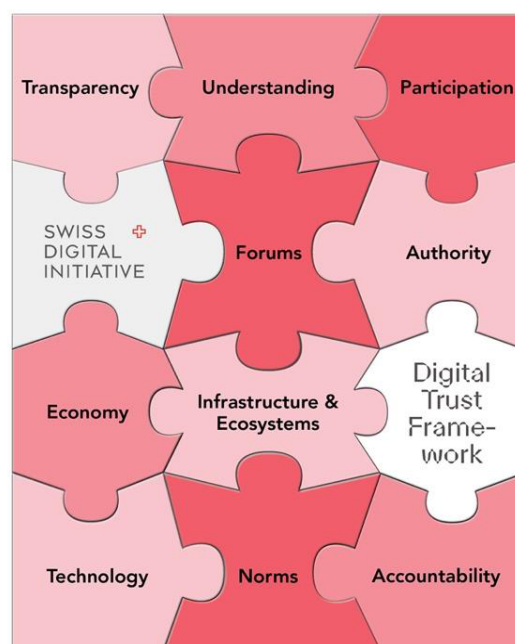 Transparency
Understanding
Participation
SWISS
DIGITAL
INITIATIVE
Forums
Authority
Economy
Infrastructure &
Ecosystems
Digital
Trust
Frame-
work
Technology
Norms
Accountability